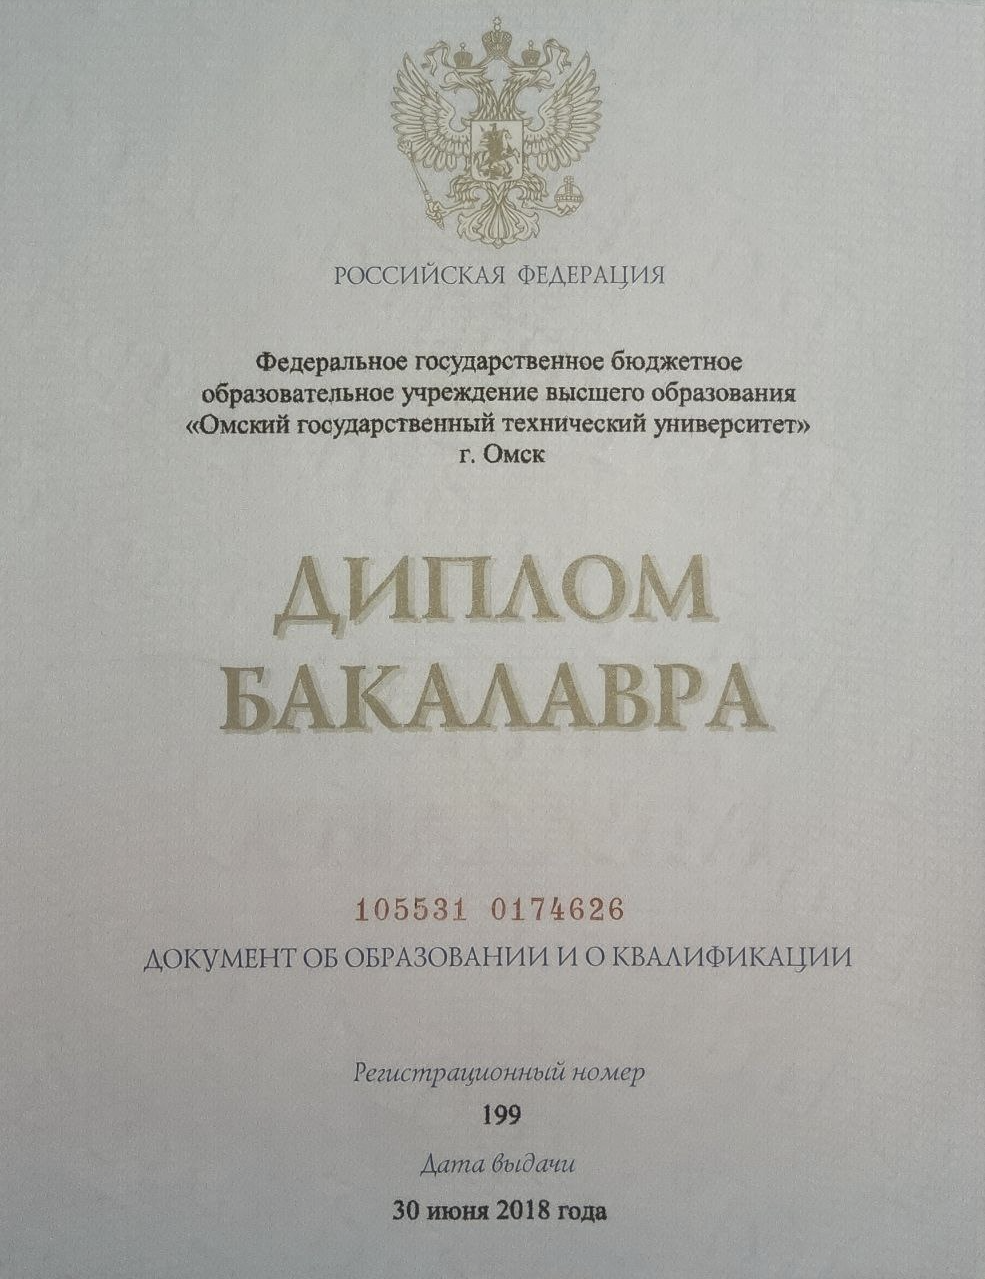 РОССИЙСКАЯ ФЕДЕРАЦИЯ
Федеральное государственное бюджетное
образовательное учреждение высшего образования
«Омский государственный технический университет»
г. Омск
ДИПЛОМ
БАКАЛАВРА
105531 0174626
ДОКУМЕНТ ОБ ОБРАЗОВАНИИ И О КВАЛИФИКАЦИИ
Регистрационный номер
199
Дата выдачи
30 июня 2018 года